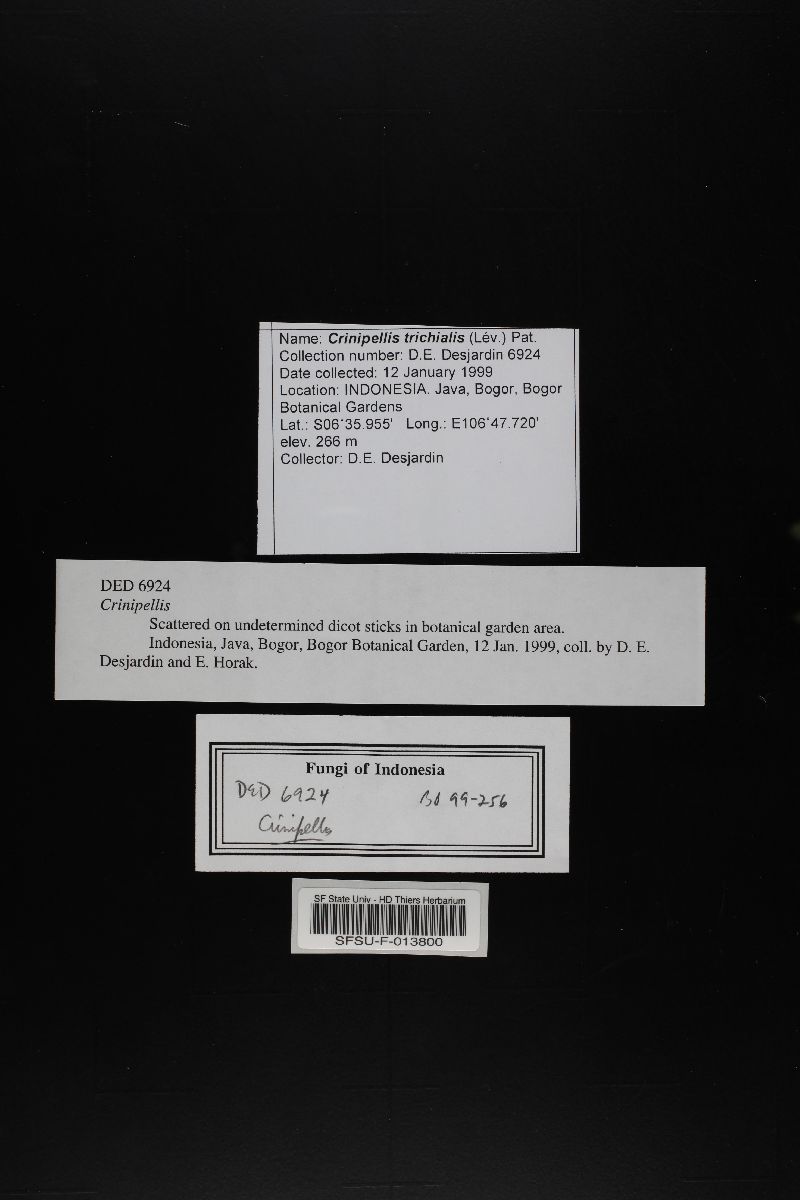 Name: Crinipellis trichialis (Lév.) Pat.
Collection number: D.E. Desjardin 6924
Date collected: 12 January 1999
Location: INDONESIA. Java, Bogor, Bogor
Botanical Gardens
Lat.: S06°35.955' Long.: E106°47.720'
elev. 266 m
Collector: D.E. Desjardin
DED 6924
Crinipellis
Scattered on undetermined dicot sticks in botanical garden area.
Indonesia, Java, Bogor, Bogor Botanical Garden, 12 Jan. 1999, coll. by D. E.
Desjardin and E. Horak.
Fungi of Indonesia
DED 6924 99-256
Crinipellis
SF State Univ - HD Thiers Herbarium
SFSU-F-013800